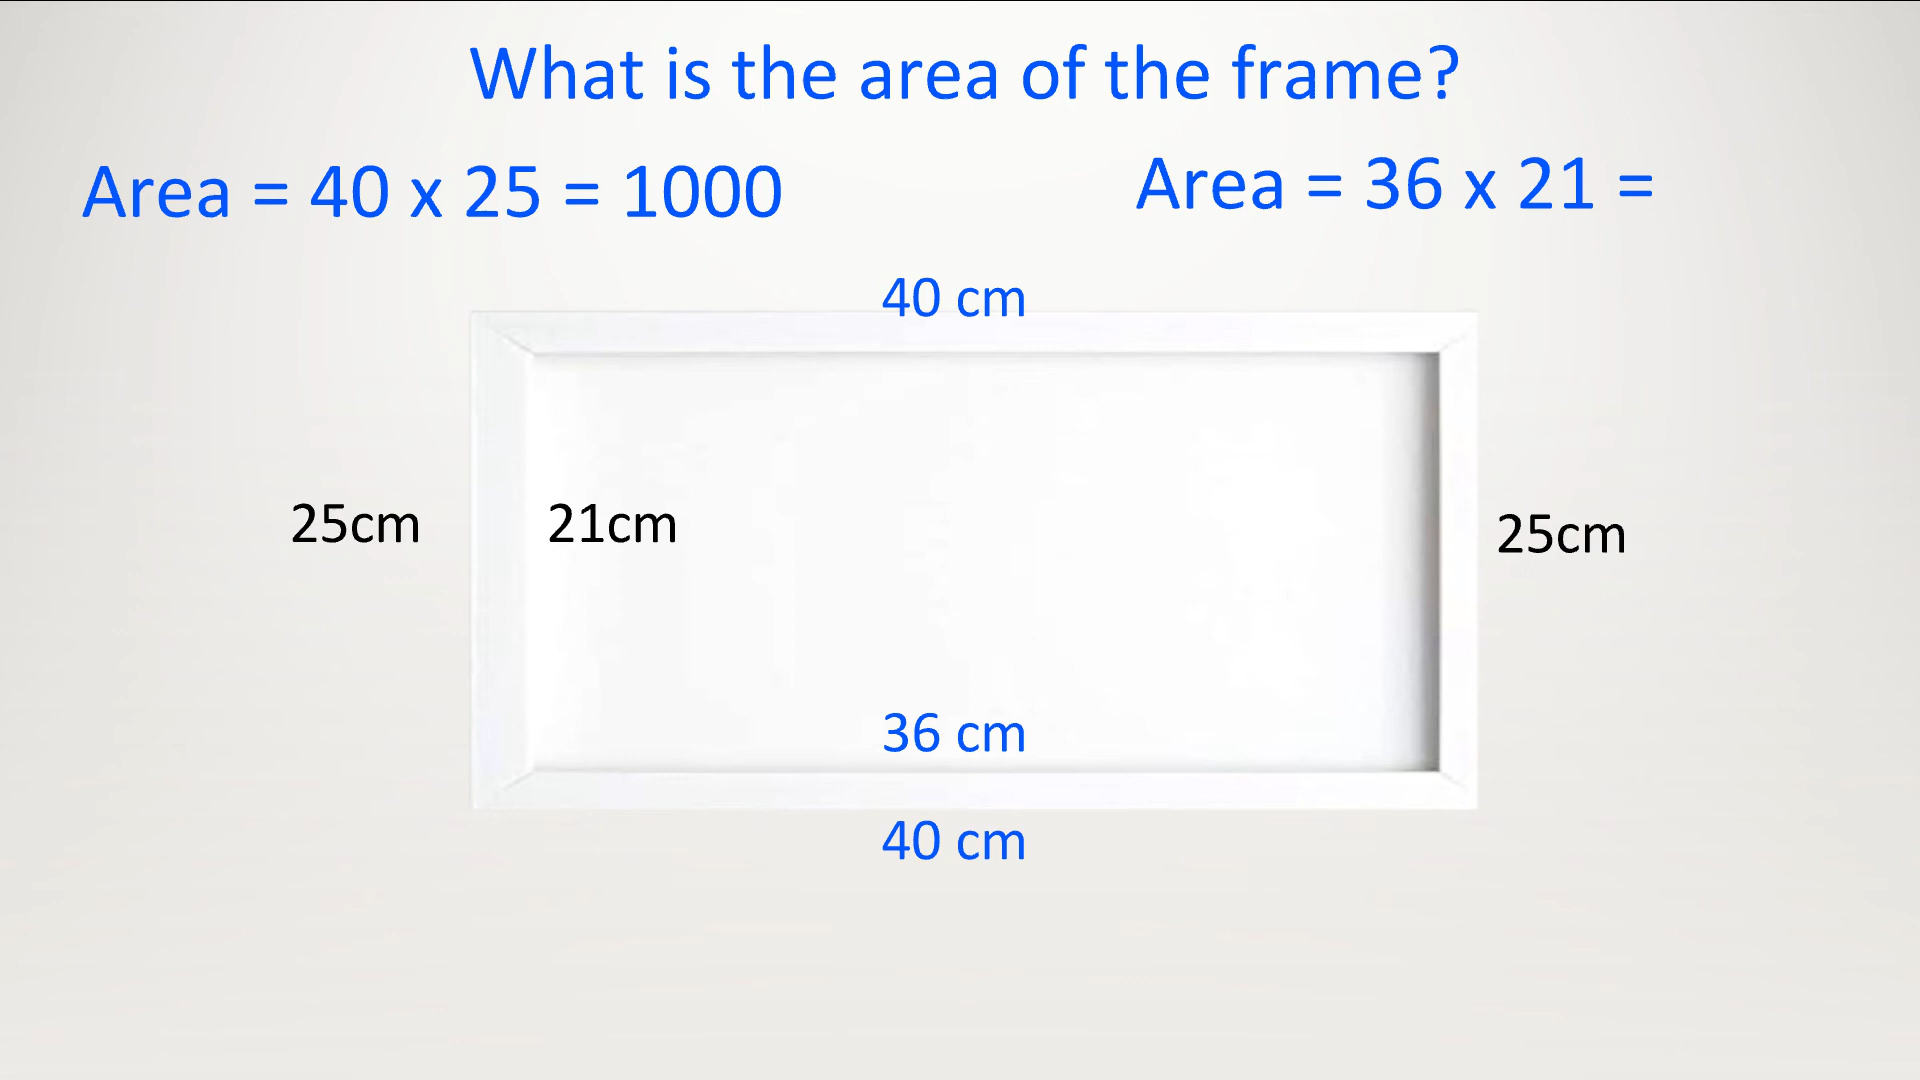 What is the area of the frame?
Area = 40 x 25 = 1000
Area = 36 x 21 =
40 cm
25cm
21cm
25cm
36 cm
40 cm